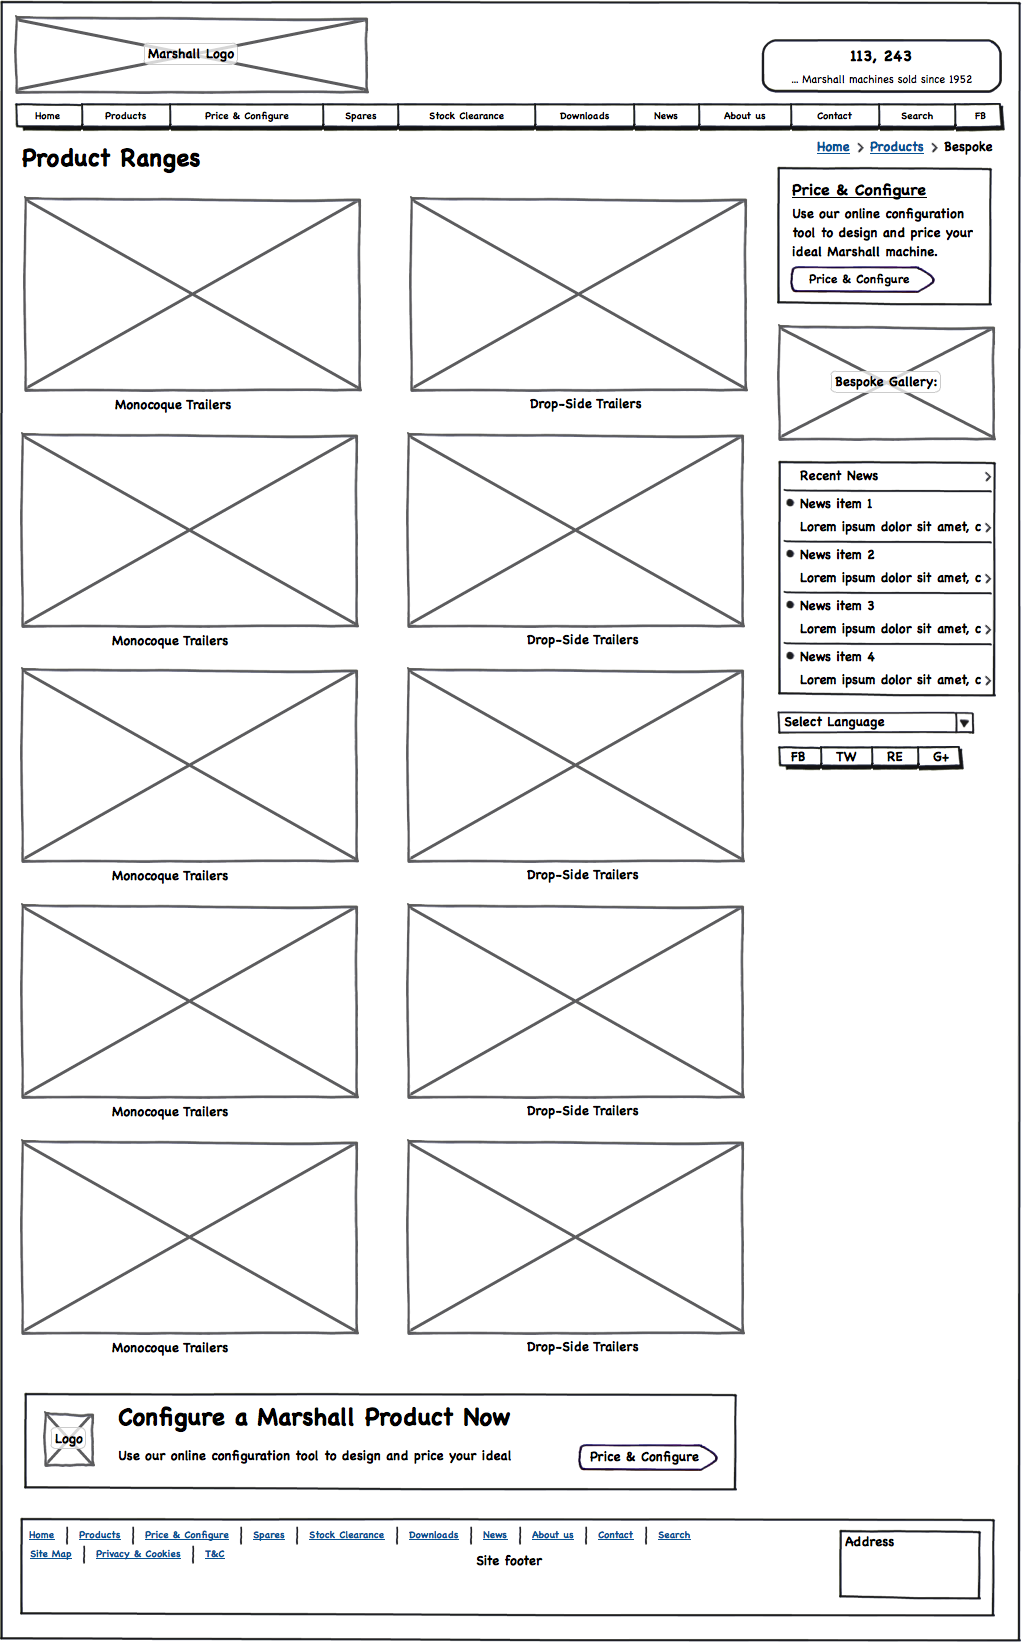 Marshall Logo
113, 243
... Marshall machines sold since 1952
Home Products Price & Configure Spares Stock Clearance Downloads News About us Contact Search FB
Product Ranges
Home > Products > Bespoke
Price & Configure
Use our online configuration
tool to design and price your
ideal Marshall machine.
Price & Configure
Monocoque Trailers Drop-Side Trailers
Bespoke Gallery:
Recent News
News item 1
Lorem ipsum dolor sit amet, c
News item 2
Lorem ipsum dolor sit amet, c
News item 3
Lorem ipsum dolor sit amet, c
News item 4
Lorem ipsum dolor sit amet, c
Select Language
FB TW RE G+
Monocoque Trailers Drop-Side Trailers
Monocoque Trailers Drop-Side Trailers
Monocoque Trailers Drop-Side Trailers
Monocoque Trailers Drop-Side Trailers
Logo
Configure a Marshall Product Now
Use our online configuration tool to design and price your ideal
Price & Configure
Home | Products | Price & Configure | Spares | Stock Clearance | Downloads | News | About us | Contact | Search
Site Map | Privacy & Cookies | T&C
Site footer
Address